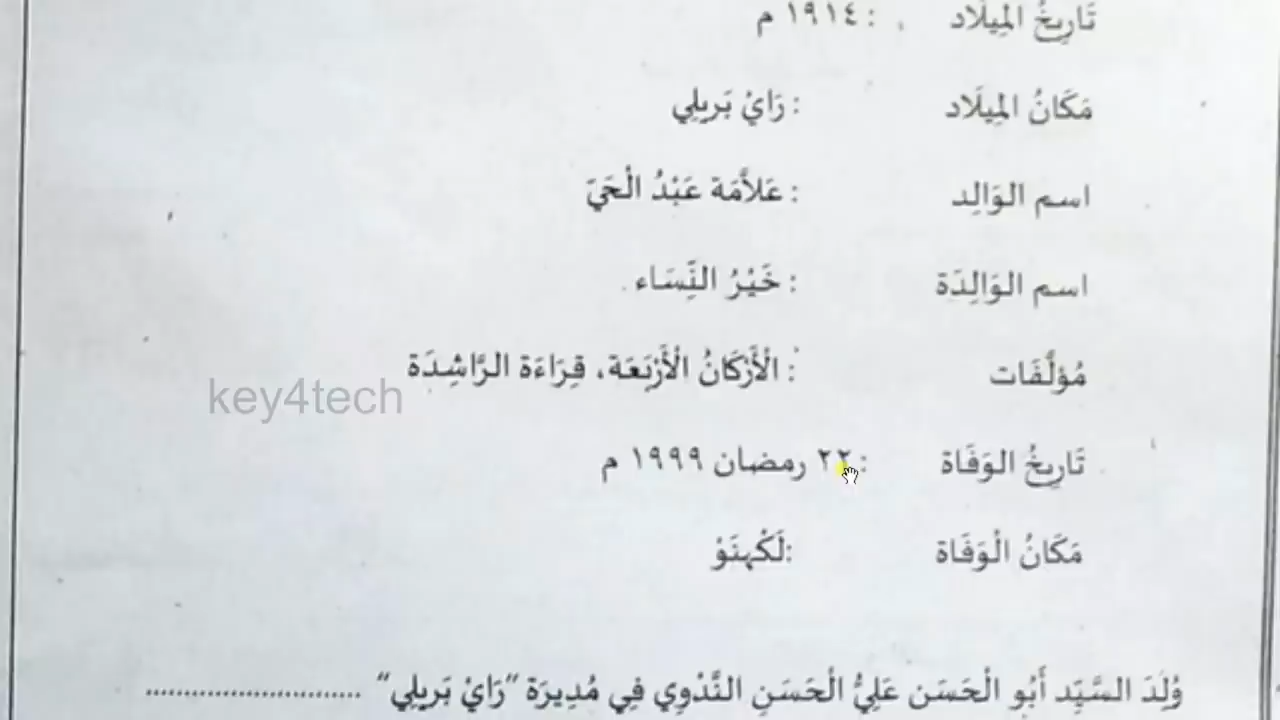 تَارِيخُ المِيلَاد : ١٩١٤ م
مَكَانُ المِيلَاد : رَايْ بَرِيلِي
اسم الوَالِد : عَلاَّمَة عَبْدُ الْحَيّ
اسم الوَالِدَة : خَيْرُ النِّسَاء
مُؤلَّفَات : الْأَرْكَانُ الْأَرْبَعَة، قِرَاءَة الرَّاشِدَة
key4tech
تَارِيخُ الوَفَاة : ٢٢ رمضان ١٩٩٩ م
مَكَانُ الْوَفَاة :لَكْهنَوْ
وُلِدَ السَّيِّد أَبُو الْحَسَن عَلِيُّ الْحَسَنِ النَّدْوِي فِي مُدِيرَة "رَايْ بَرِيلِي" ............................